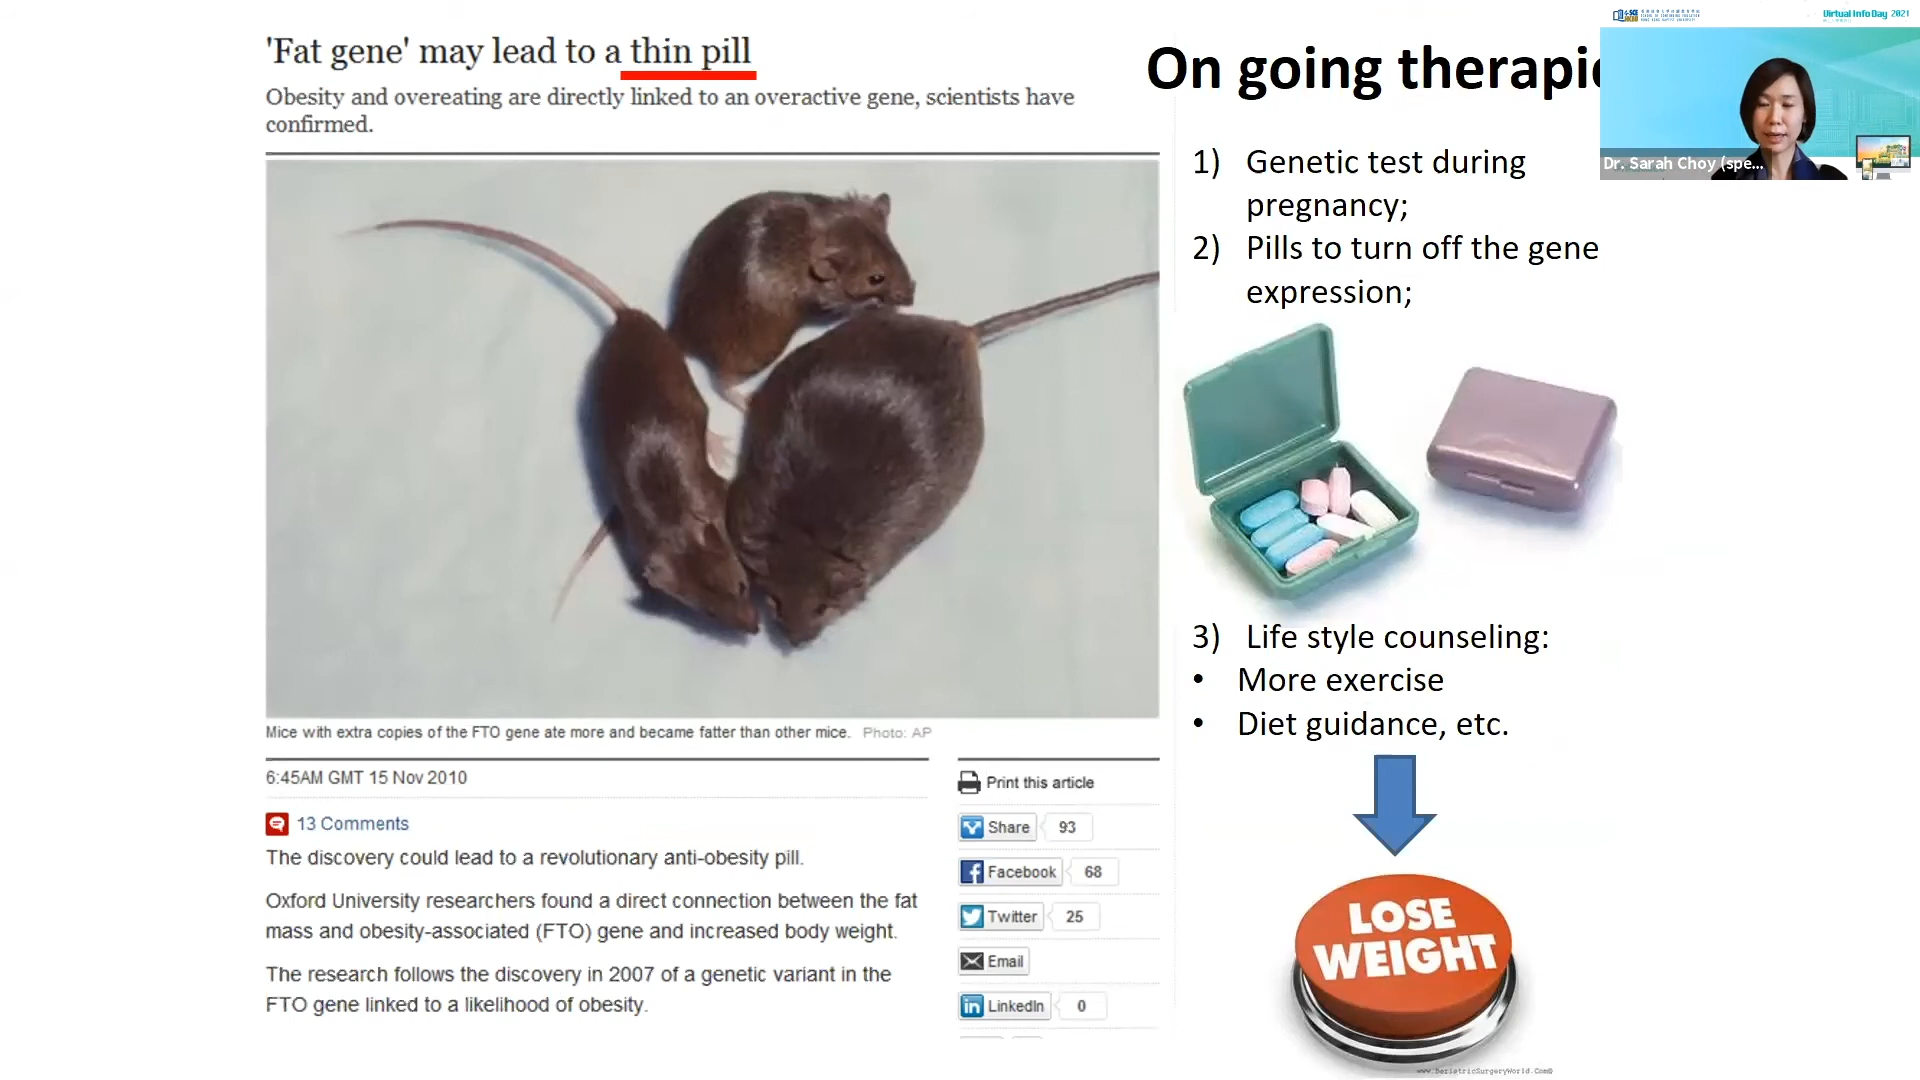 'Fat gene' may lead to a thin pill
Obesity and overeating are directly linked to an overactive gene, scientists have
confirmed.
Mice with extra copies of the FTO gene ate more and became fatter than other mice. Photo: AP
6:45AM GMT 15 Nov 2010
13 Comments
The discovery could lead to a revolutionary anti-obesity pill.
Oxford University researchers found a direct connection between the fat
mass and obesity-associated (FTO) gene and increased body weight.
The research follows the discovery in 2007 of a genetic variant in the
FTO gene linked to a likelihood of obesity.
Print this article
Share 93
Facebook 68
Twitter 25
Email
LinkedIn 0
On going therapie
1) Genetic test during
pregnancy;
2) Pills to turn off the gene
expression;
3) Life style counseling:
• More exercise
• Diet guidance, etc.
LOSE
WEIGHT
Virtual Info Day 2021
Dr. Sarah Choy (spe...